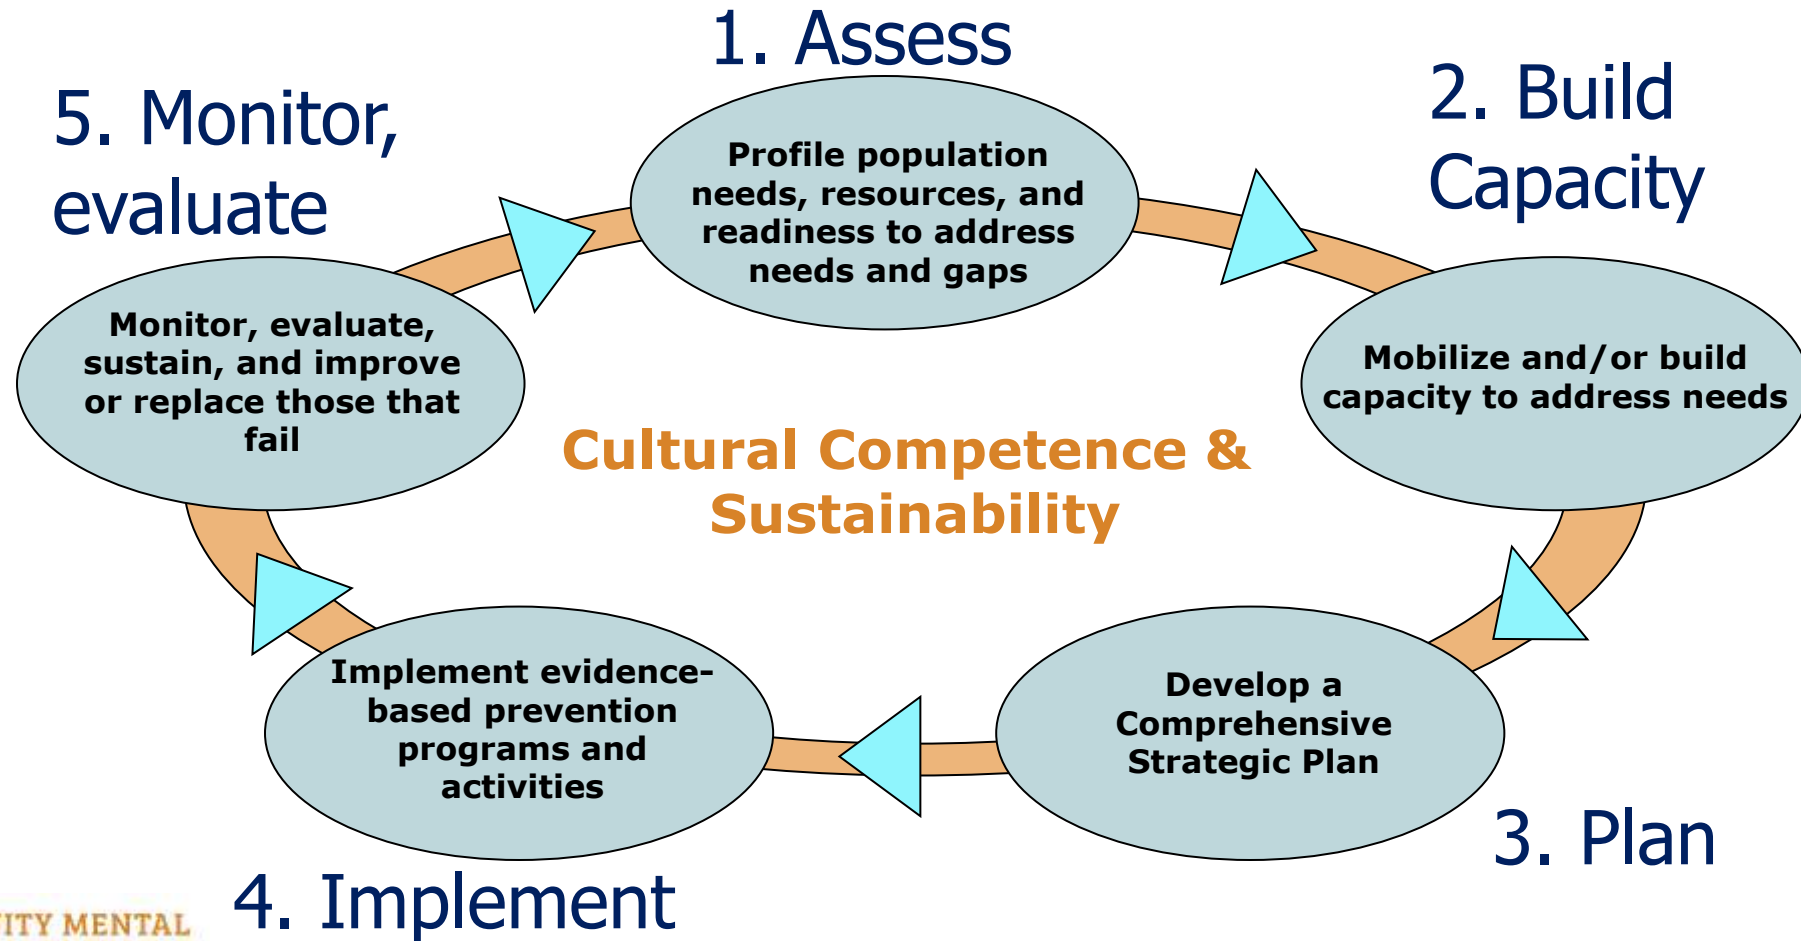 1. Assess
Profile population
needs, resources, and
readiness to address
needs and gaps
2. Build
Capacity
Mobilize and/or build
capacity to address needs
3. Plan
Develop a
Comprehensive
Strategic Plan
4. Implement
Implement evidence-
based prevention
programs and
activities
5. Monitor,
evaluate
Monitor, evaluate,
sustain, and improve
or replace those that
fail
Cultural Competence &
Sustainability
MENTAL